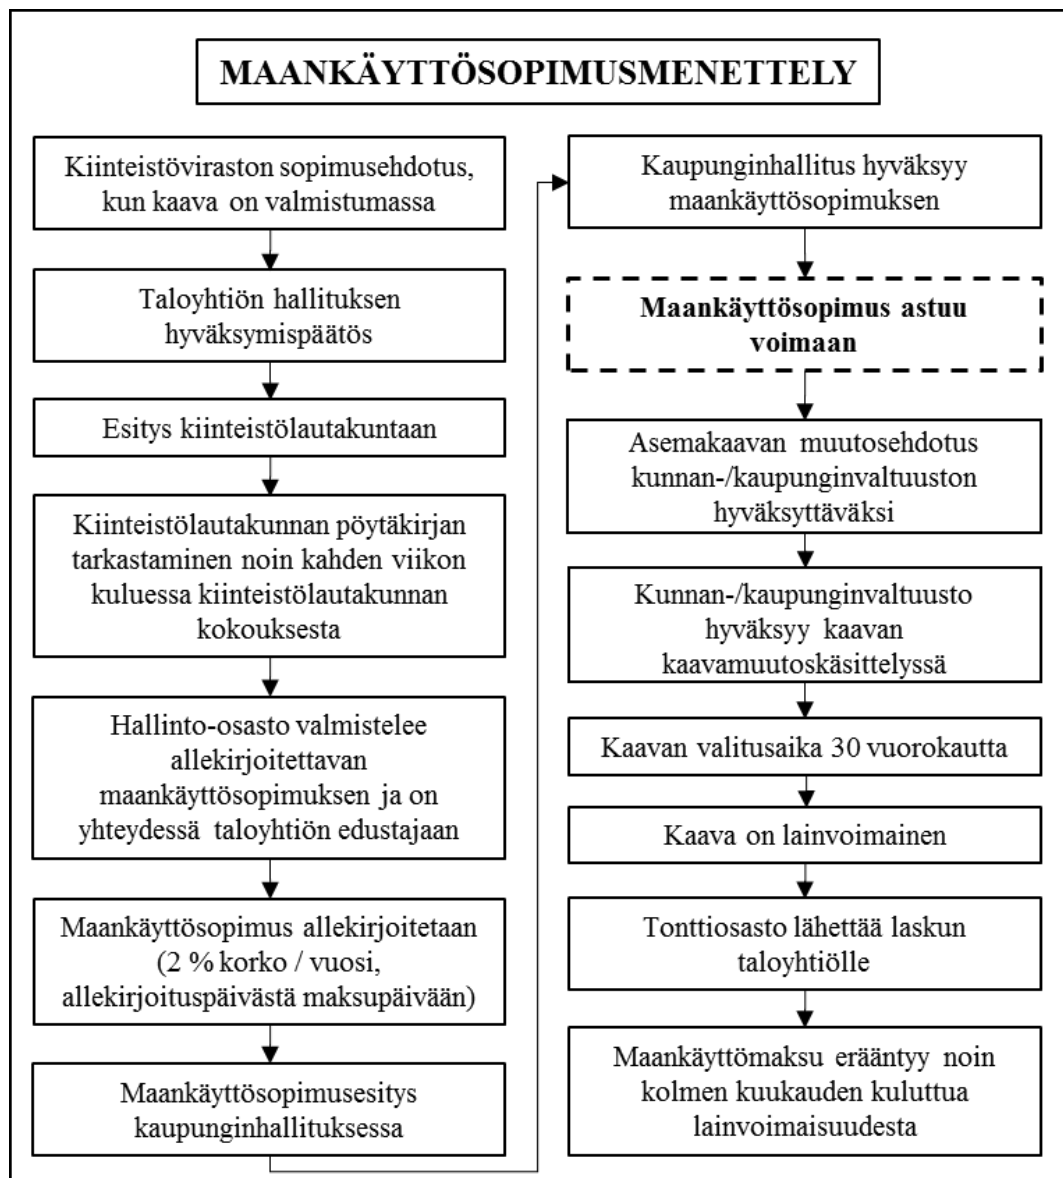 MAANKÄYTTÖSOPIMUSMENETTELY
Kiinteistöviraston sopimusehdotus,
kun kaava on valmistumassa
Taloyhtiön hallituksen
hyväksymispäätös
Esitys kiinteistölautakuntaan
Kiinteistölautakunnan pöytäkirjan
tarkastaminen noin kahden viikon
kuluessa kiinteistölautakunnan
kokouksesta
Hallinto-osasto valmistelee
allekirjoitettavan
maankäyttösopimuksen ja on
yhteydessä taloyhtiön edustajaan
Maankäyttösopimus allekirjoitetaan
(2 % korko / vuosi,
allekirjoituspäivästä maksupäivään)
Maankäyttösopimusesitys
kaupunginhallituksessa
Kaupunginhallitus hyväksyy
maankäyttösopimuksen
Maankäyttösopimus astuu
voimaan
Asemakaavan muutosehdotus
kunnan-/kaupunginvaltuuston
hyväksyttäväksi
Kunnan-/kaupunginvaltuusto
hyväksyy kaavan
kaavamuutoskäsittelyssä
Kaavan valitusaika 30 vuorokautta
Kaava on lainvoimainen
Tonttiosasto lähettää laskun
taloyhtiölle
Maankäyttömaksu erääntyy noin
kolmen kuukauden kuluttua
lainvoimaisuudesta